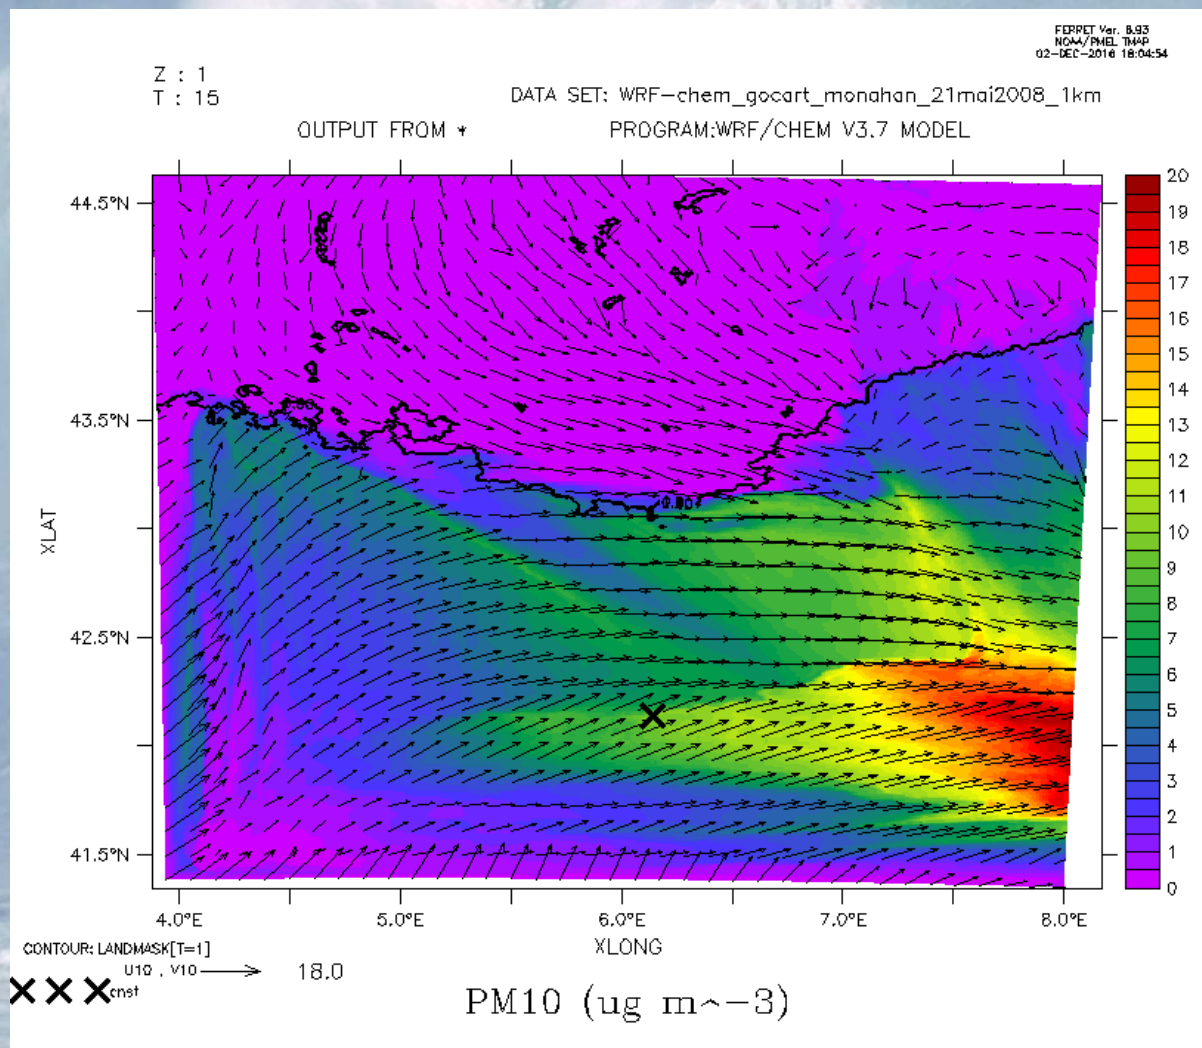 FERRET Ver. 6.93
NOAA/PMEL TMAP
02-DEC-2016 18:04:54
Z : 1
T : 15
DATA SET: WRF-chem_gocart_monahan_21mai2008_1km
OUTPUT FROM *
PROGRAM:WRF/CHEM V3.7 MODEL
44.5°N
43.5°N
42.5°N
41.5°N
XLAT
4.0°E 5.0°E 6.0°E 7.0°E 8.0°E
XLONG
20
19
18
17
16
15
14
13
12
11
10
9
8
7
6
5
4
3
2
1
0
CONTOUR: LANDMASK[T=1]
U10 , V10 18.0
PM10 (ug m^-3)